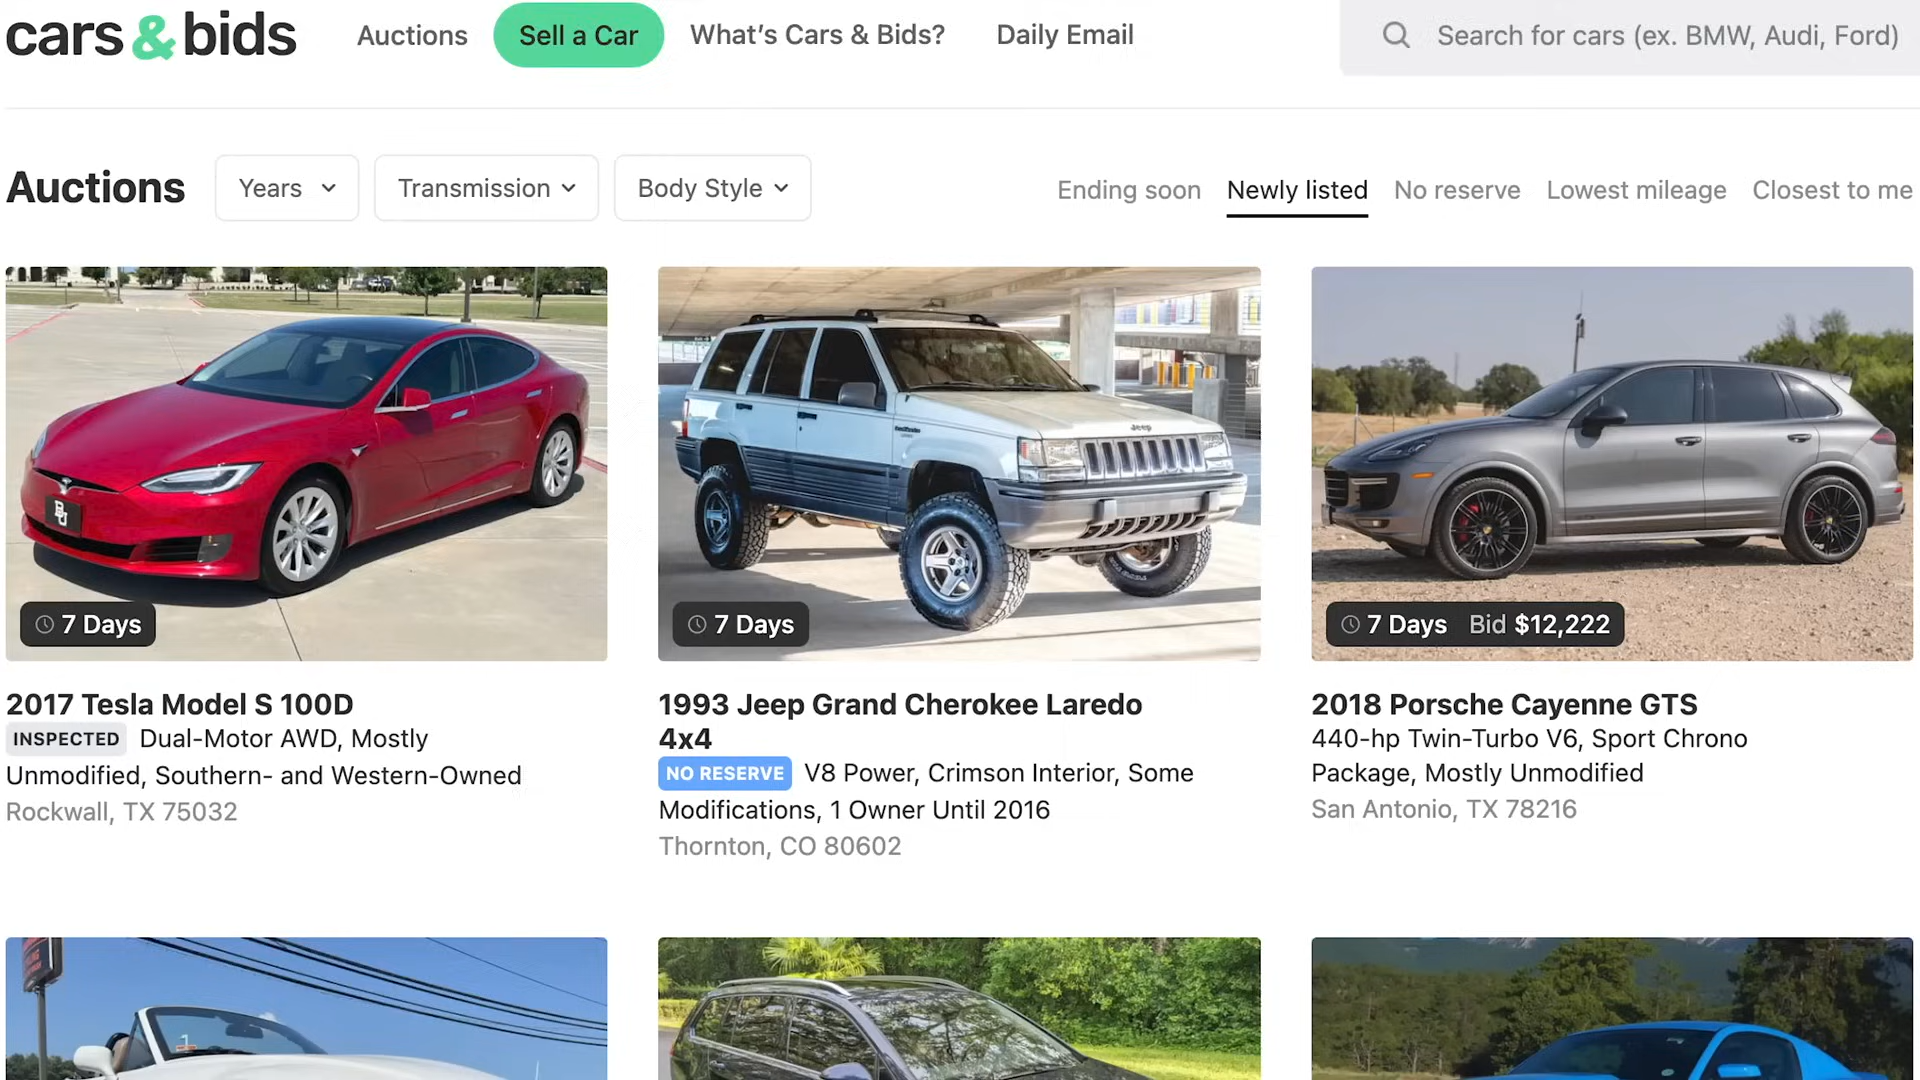 cars & bids
Auctions
Sell a Car
What's Cars & Bids?
Daily Email
Search for cars (ex. BMW, Audi, Ford)
Auctions
Years
Transmission
Body Style
Ending soon
Newly listed
No reserve
Lowest mileage
Closest to me
BU
Jeep
7 Days
7 Days
7 Days Bid $12,222
2017 Tesla Model S 100D
INSPECTED Dual-Motor AWD, Mostly
Unmodified, Southern- and Western-Owned
Rockwall, TX 75032
1993 Jeep Grand Cherokee Laredo
4x4
NO RESERVE V8 Power, Crimson Interior, Some
Modifications, 1 Owner Until 2016
Thornton, CO 80602
2018 Porsche Cayenne GTS
440-hp Twin-Turbo V6, Sport Chrono
Package, Mostly Unmodified
San Antonio, TX 78216